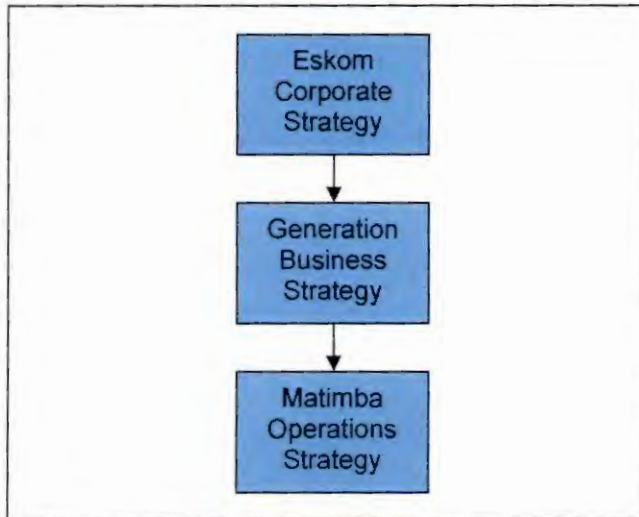 Eskom
Corporate
Strategy
Generation
Business
Strategy
Matimba
Operations
Strategy